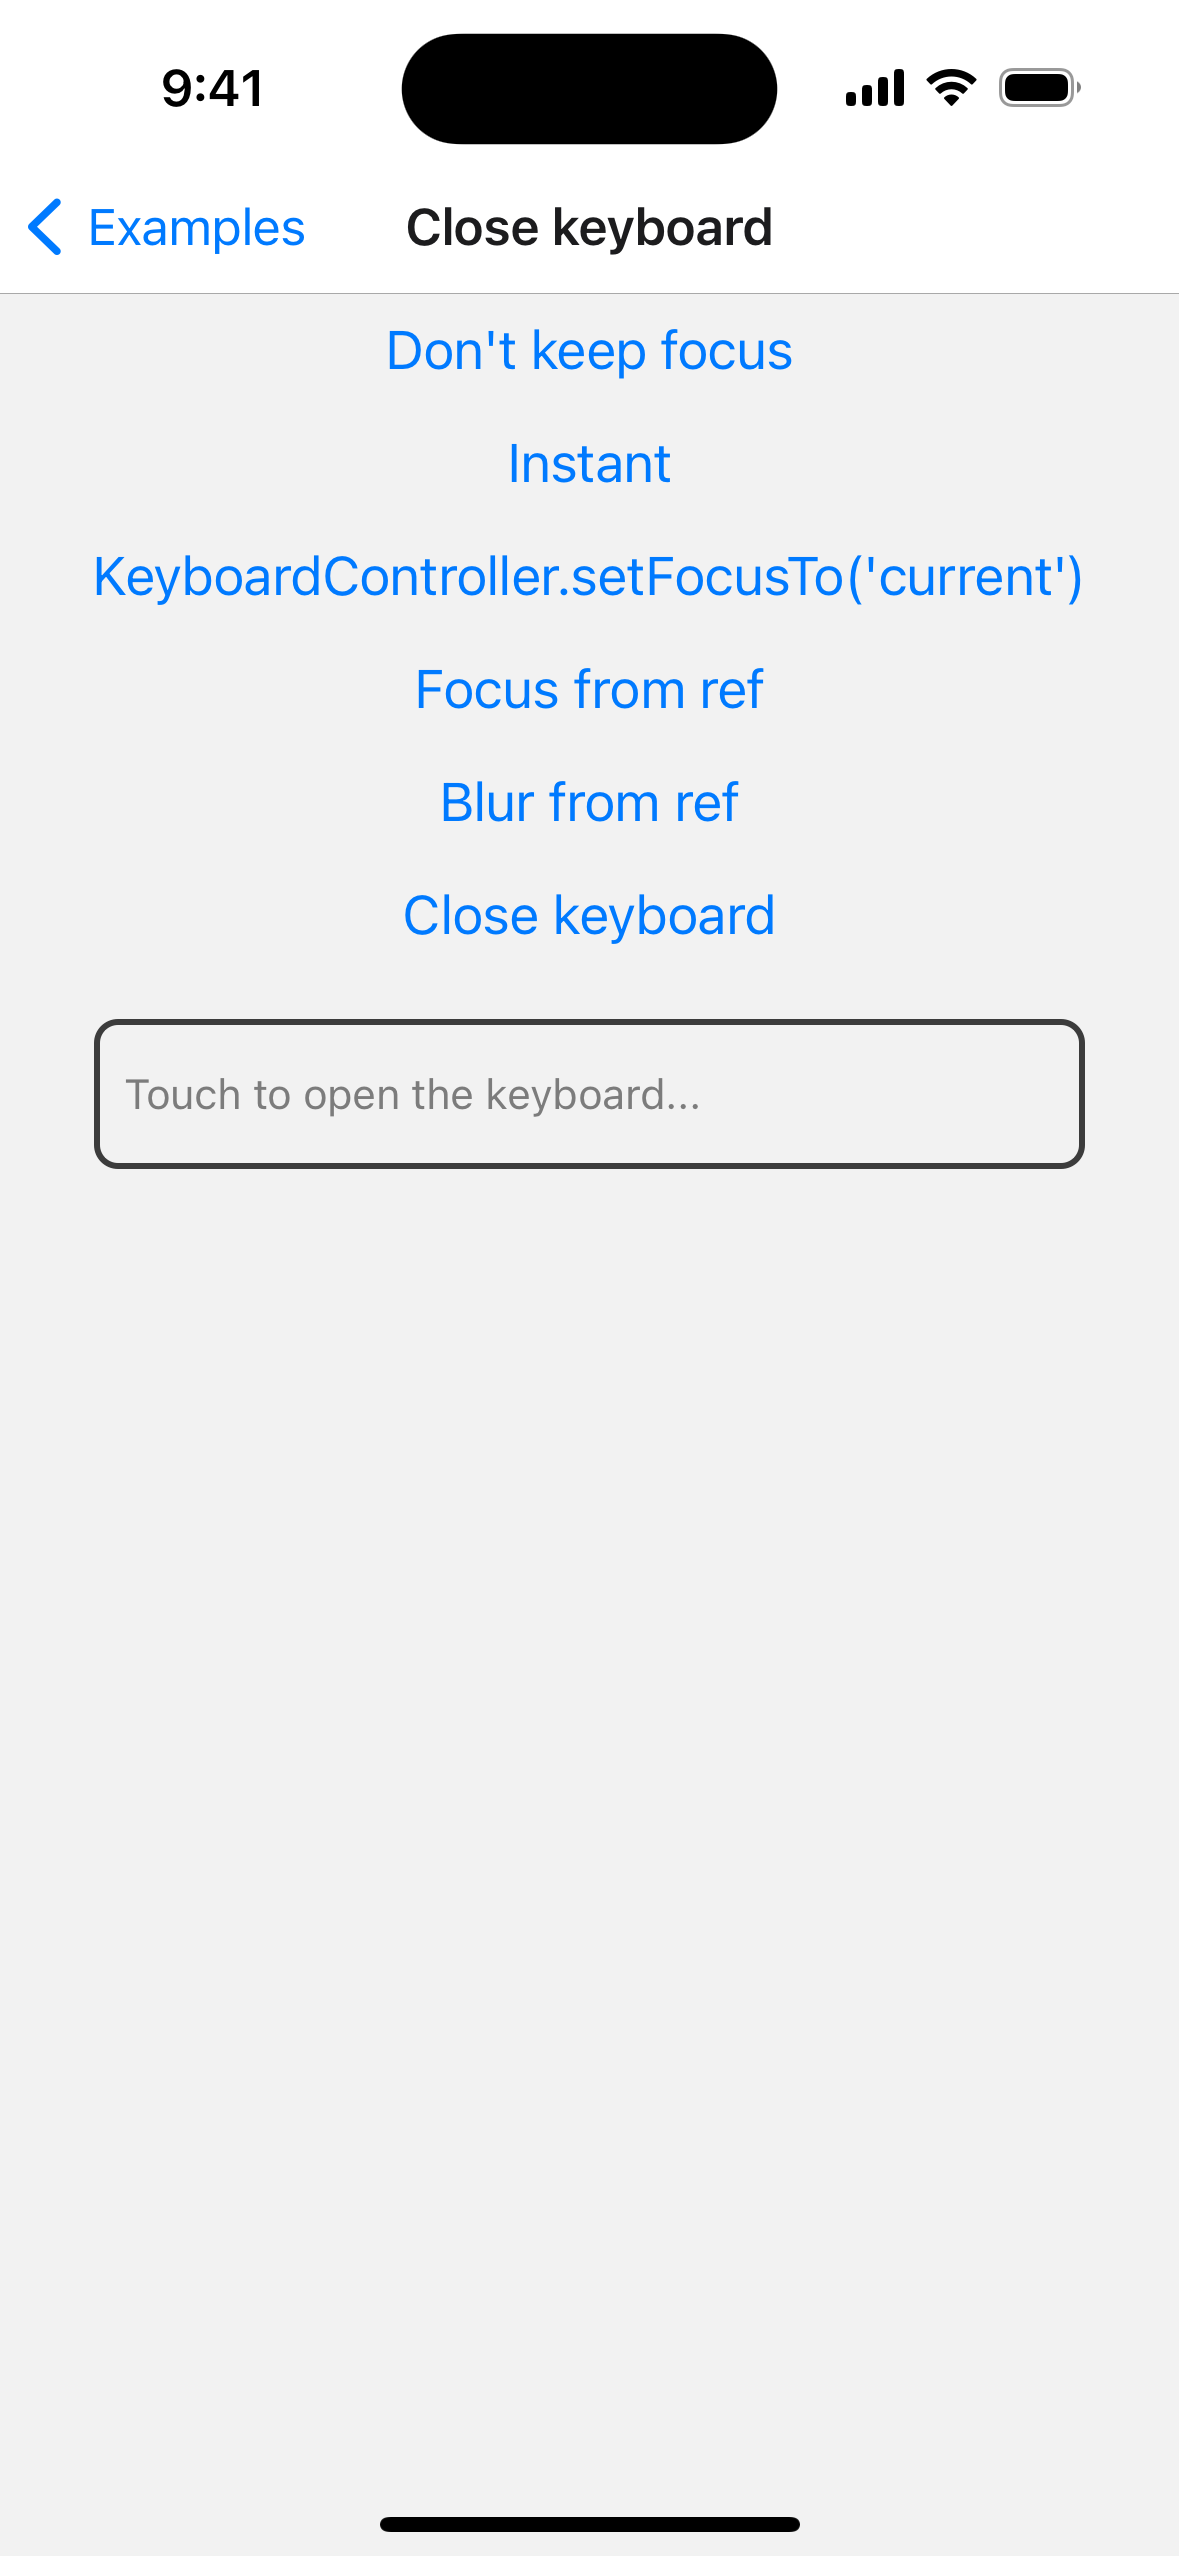 9:41
Examples
Close keyboard
Don't keep focus
Instant
KeyboardController.setFocusTo('current')
Focus from ref
Blur from ref
Close keyboard
Touch to open the keyboard...